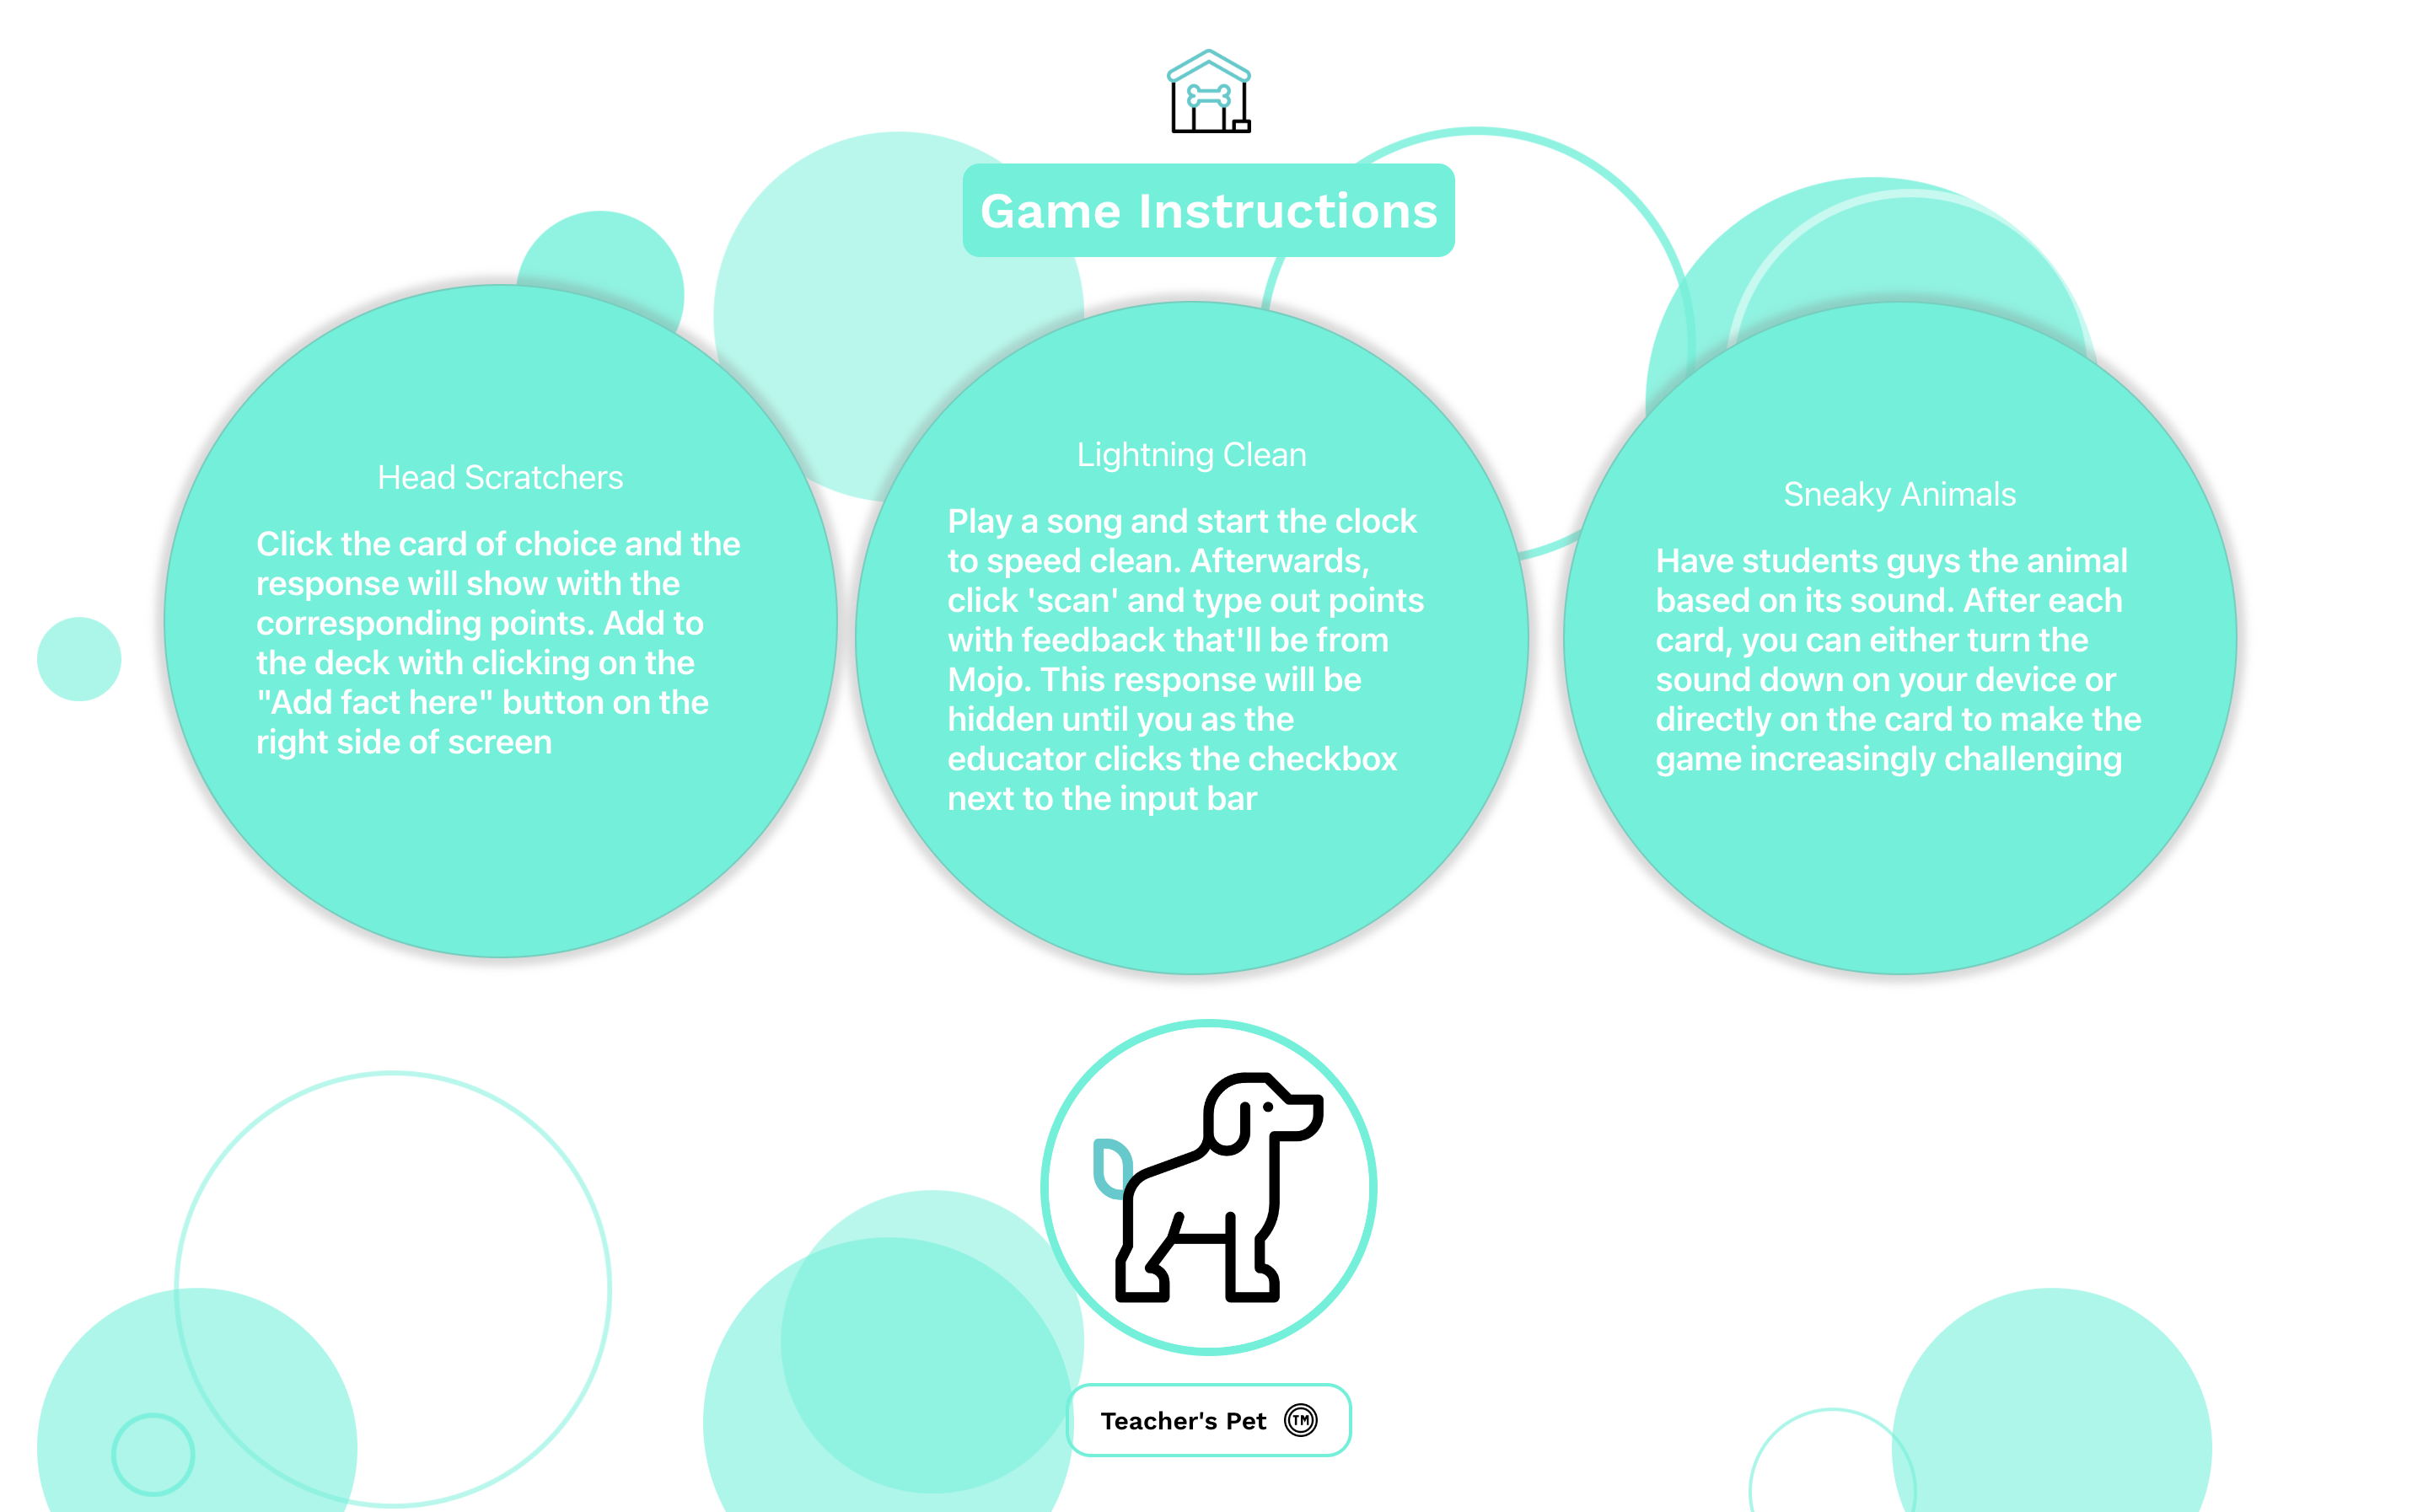 Game Instructions
Head Scratchers
Click the card of choice and the
response will show with the
corresponding points. Add to
the deck with clicking on the
"Add fact here" button on the
right side of screen
Lightning Clean
Play a song and start the clock
to speed clean. Afterwards,
click 'scan' and type out points
with feedback that'll be from
Mojo. This response will be
hidden until you as the
educator clicks the checkbox
next to the input bar
Sneaky Animals
Have students guys the animal
based on its sound. After each
card, you can either turn the
sound down on your device or
directly on the card to make the
game increasingly challenging
Teacher's Pet TM